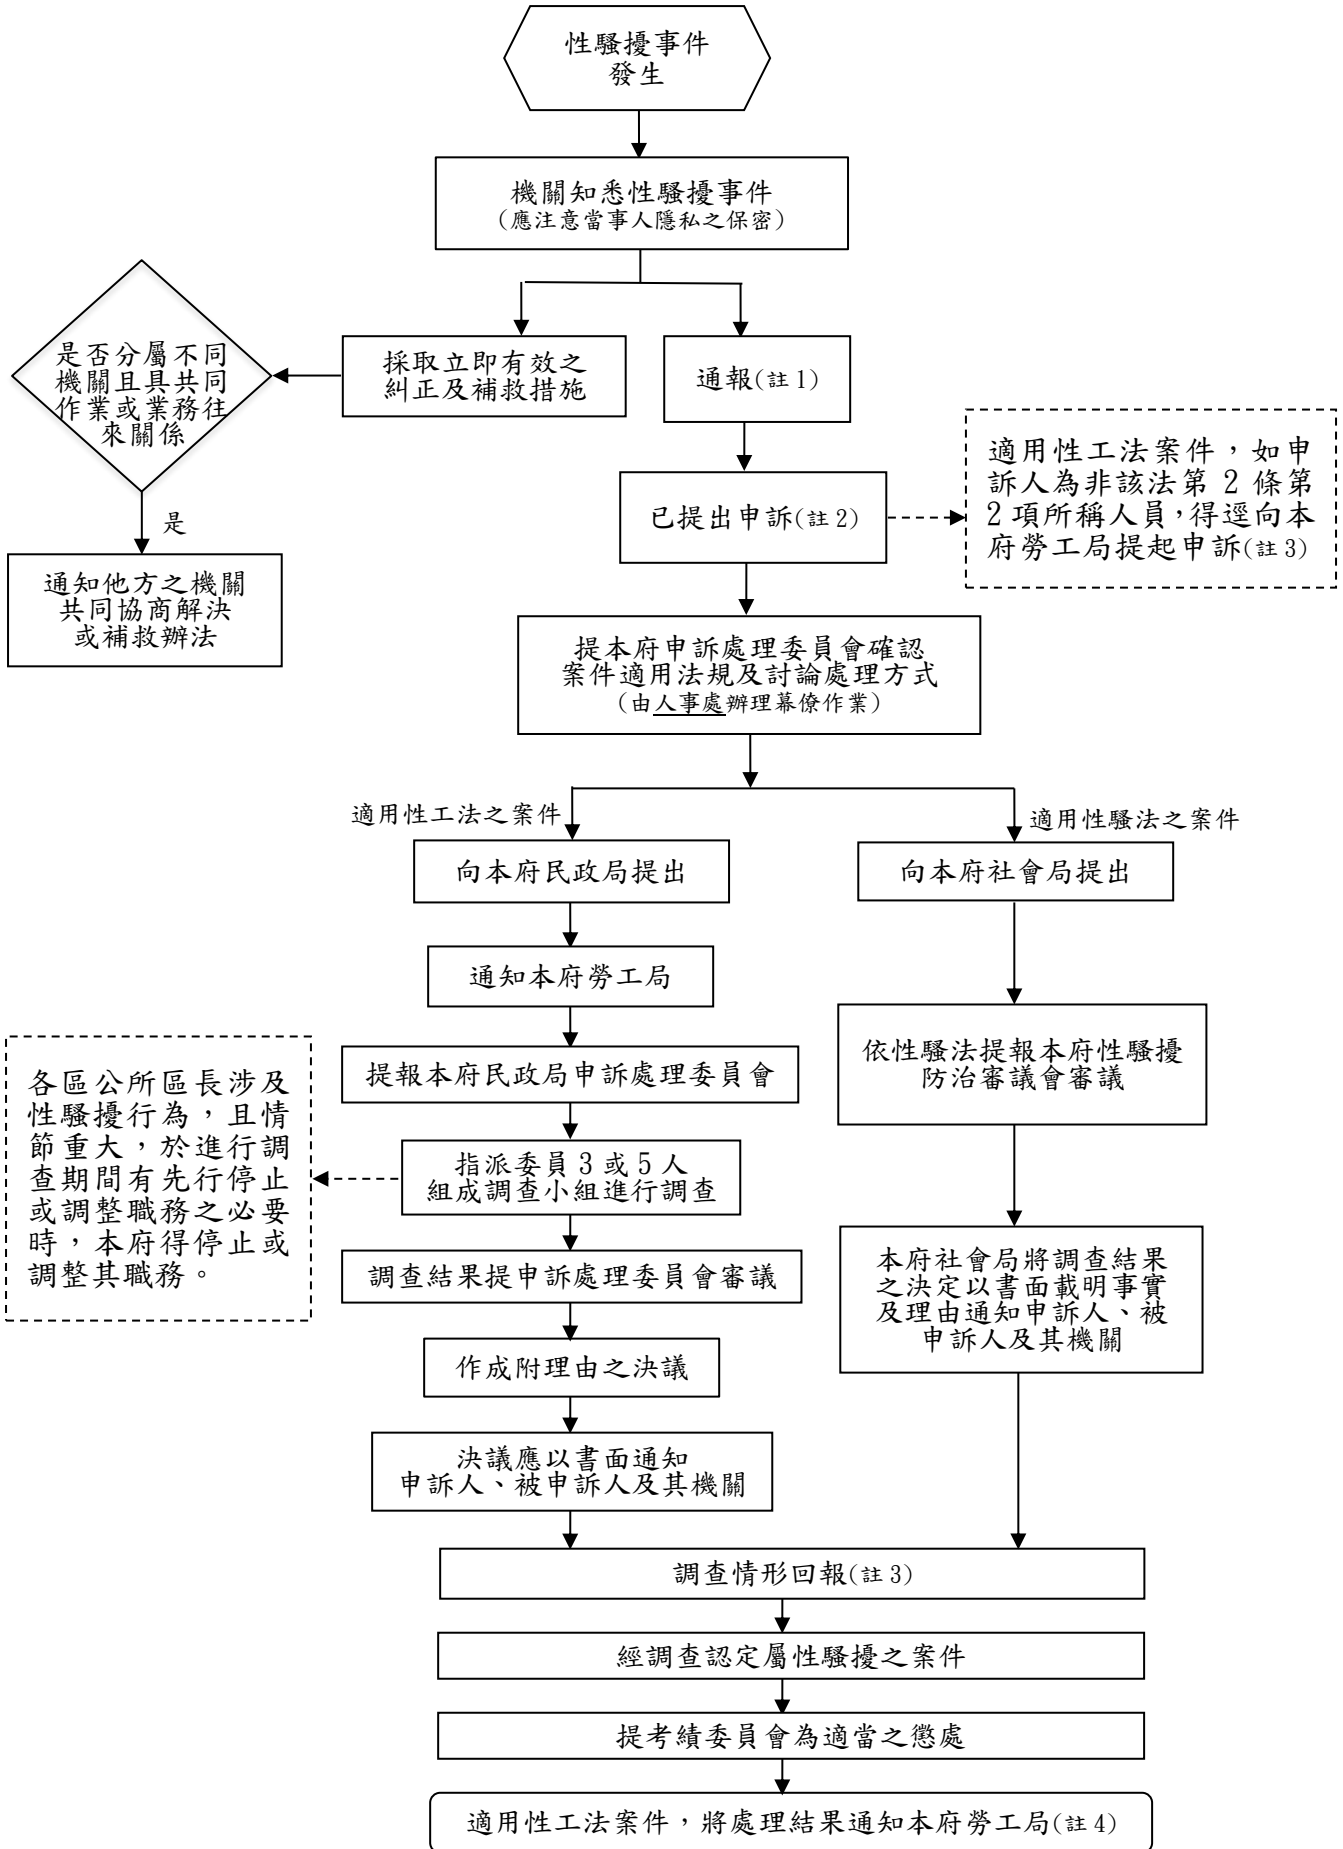 性騷擾事件
發生
機關知悉性騷擾事件
（應注意當事人隱私之保密）
是否分屬不同
機關且具共同
作業或業務往
來關係
採取立即有效之
糾正及補救措施
通報(註 1)
是
通知他方之機關
共同協商解決
或補救辦法
已提出申訴(註 2)
適用性工法案件，如申
訴人為非該法第 2 條第
2 項所稱人員，得逕向本
府勞工局提起申訴(註 3)
提本府申訴處理委員會確認
案件適用法規及討論處理方式
（由人事處辦理幕僚作業）
適用性工法之案件
適用性騷法之案件
向本府民政局提出
向本府社會局提出
通知本府勞工局
提報本府民政局申訴處理委員會
依性騷法提報本府性騷擾
防治審議會審議
各區公所區長涉及
性騷擾行為，且情
節重大，於進行調
查期間有先行停止
或調整職務之必要
時，本府得停止或
調整其職務。
指派委員 3 或 5 人
組成調查小組進行調查
調查結果提申訴處理委員會審議
本府社會局將調查結果
之決定以書面載明事實
及理由通知申訴人、被
申訴人及其機關
作成附理由之決議
決議應以書面通知
申訴人、被申訴人及其機關
調查情形回報(註 3)
經調查認定屬性騷擾之案件
提考績委員會為適當之懲處
適用性工法案件，將處理結果通知本府勞工局(註 4)